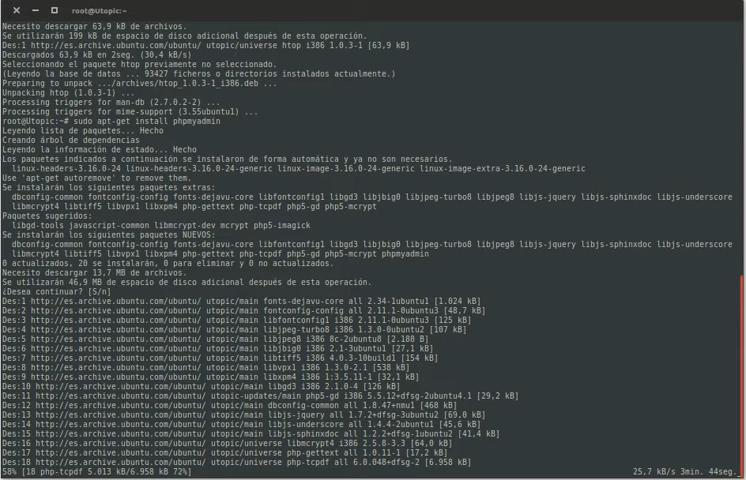 root@Utopic: ~
Necesito descargar 63,9 kB de archivos.
Se utilizarán 199 kB de espacio de disco adicional después de esta operación.
Des:1 http://es.archive.ubuntu.com/ubuntu/ utopic/universe htop i386 1.0.3-1 [63,9 kB]
Descargados 63,9 kB en 2seg. (30,4 kB/s)
Seleccionando el paquete htop previamente no seleccionado.
(Leyendo la base de datos ... 93427 ficheros o directorios instalados actualmente.)
Preparing to unpack .../archives/htop_1.0.3-1_i386.deb ...
Unpacking htop (1.0.3-1) ...
Processing triggers for man-db (2.7.0.2-2) ...
Processing triggers for mime-support (3.55ubuntu1) ...
root@Utopic:~# sudo apt-get install phpmyadmin
Leyendo lista de paquetes... Hecho
Creando árbol de dependencias
Leyendo la información de estado... Hecho
Los paquetes indicados a continuación se instalaron de forma automática y ya no son necesarios.
linux-headers-3.16.0-24 linux-headers-3.16.0-24-generic linux-image-3.16.0-24-generic linux-image-extra-3.16.0-24-generic
Use 'apt-get autoremove' to remove them.
Se instalarán los siguientes paquetes extras:
dbconfig-common fontconfig-config fonts-dejavu-core libfontconfig1 libgd3 libjbig0 libjpeg-turbo8 libjpeg8 libjs-jquery libjs-sphinxdoc libjs-underscore
libmcrypt4 libtiff5 libvpx1 libxpm4 php-gettext php-tcpdf php5-gd php5-mcrypt
Paquetes sugeridos:
libgd-tools javascript-common libmcrypt-dev mcrypt php5-imagick
Se instalarán los siguientes paquetes NUEVOS:
dbconfig-common fontconfig-config fonts-dejavu-core libfontconfig1 libgd3 libjbig0 libjpeg-turbo8 libjpeg8 libjs-jquery libjs-sphinxdoc libjs-underscore
libmcrypt4 libtiff5 libvpx1 libxpm4 php-gettext php-tcpdf php5-gd php5-mcrypt phpmyadmin
0 actualizados, 20 se instalarán, 0 para eliminar y 0 no actualizados.
Necesito descargar 13,7 MB de archivos.
Se utilizarán 46,9 MB de espacio de disco adicional después de esta operación.
¿Desea continuar? [S/n]
Des:1 http://es.archive.ubuntu.com/ubuntu/ utopic/main fonts-dejavu-core all 2.34-1ubuntu1 [1.024 kB]
Des:2 http://es.archive.ubuntu.com/ubuntu/ utopic/main fontconfig-config all 2.11.1-0ubuntu3 [48,7 kB]
Des:3 http://es.archive.ubuntu.com/ubuntu/ utopic/main libfontconfig1 i386 2.11.1-0ubuntu3 [125 kB]
Des:4 http://es.archive.ubuntu.com/ubuntu/ utopic/main libjpeg-turbo8 i386 1.3.0-0ubuntu2 [107 kB]
Des:5 http://es.archive.ubuntu.com/ubuntu/ utopic/main libjpeg8 i386 8c-2ubuntu8 [2.188 B]
Des:6 http://es.archive.ubuntu.com/ubuntu/ utopic/main libjbig0 i386 2.1-3ubuntu1 [27,1 kB]
Des:7 http://es.archive.ubuntu.com/ubuntu/ utopic/main libtiff5 i386 4.0.3-10build1 [154 kB]
Des:8 http://es.archive.ubuntu.com/ubuntu/ utopic/main libvpx1 i386 1.3.0-2.1 [538 kB]
Des:9 http://es.archive.ubuntu.com/ubuntu/ utopic/main libxpm4 i386 1:3.5.11-1 [32,1 kB]
Des:10 http://es.archive.ubuntu.com/ubuntu/ utopic/main libgd3 i386 2.1.0-4 [126 kB]
Des:11 http://es.archive.ubuntu.com/ubuntu/ utopic-updates/main php5-gd i386 5.5.12+dfsg-2ubuntu4.1 [29,2 kB]
Des:12 http://es.archive.ubuntu.com/ubuntu/ utopic/main dbconfig-common all 1.8.47+nmu1 [468 kB]
Des:13 http://es.archive.ubuntu.com/ubuntu/ utopic/main libjs-jquery all 1.7.2+dfsg-3ubuntu2 [69,0 kB]
Des:14 http://es.archive.ubuntu.com/ubuntu/ utopic/main libjs-underscore all 1.4.4-2ubuntu1 [45,6 kB]
Des:15 http://es.archive.ubuntu.com/ubuntu/ utopic/main libjs-sphinxdoc all 1.2.2+dfsg-1ubuntu2 [41,4 kB]
Des:16 http://es.archive.ubuntu.com/ubuntu/ utopic/universe libmcrypt4 i386 2.5.8-3.3 [64,0 kB]
Des:17 http://es.archive.ubuntu.com/ubuntu/ utopic/universe php-gettext all 1.0.11-1 [17,2 kB]
Des:18 http://es.archive.ubuntu.com/ubuntu/ utopic/universe php-tcpdf all 6.0.048+dfsg-2 [6.958 kB]
58% [18 php-tcpdf 5.013 kB/6.958 kB 72%] 25,7 kB/s 3min. 44seg.